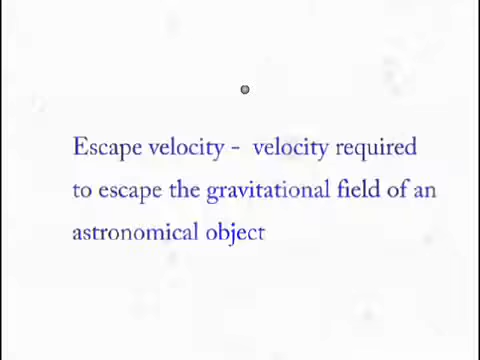 Escape velocity - velocity required
to escape the gravitational field of an
astronomical object